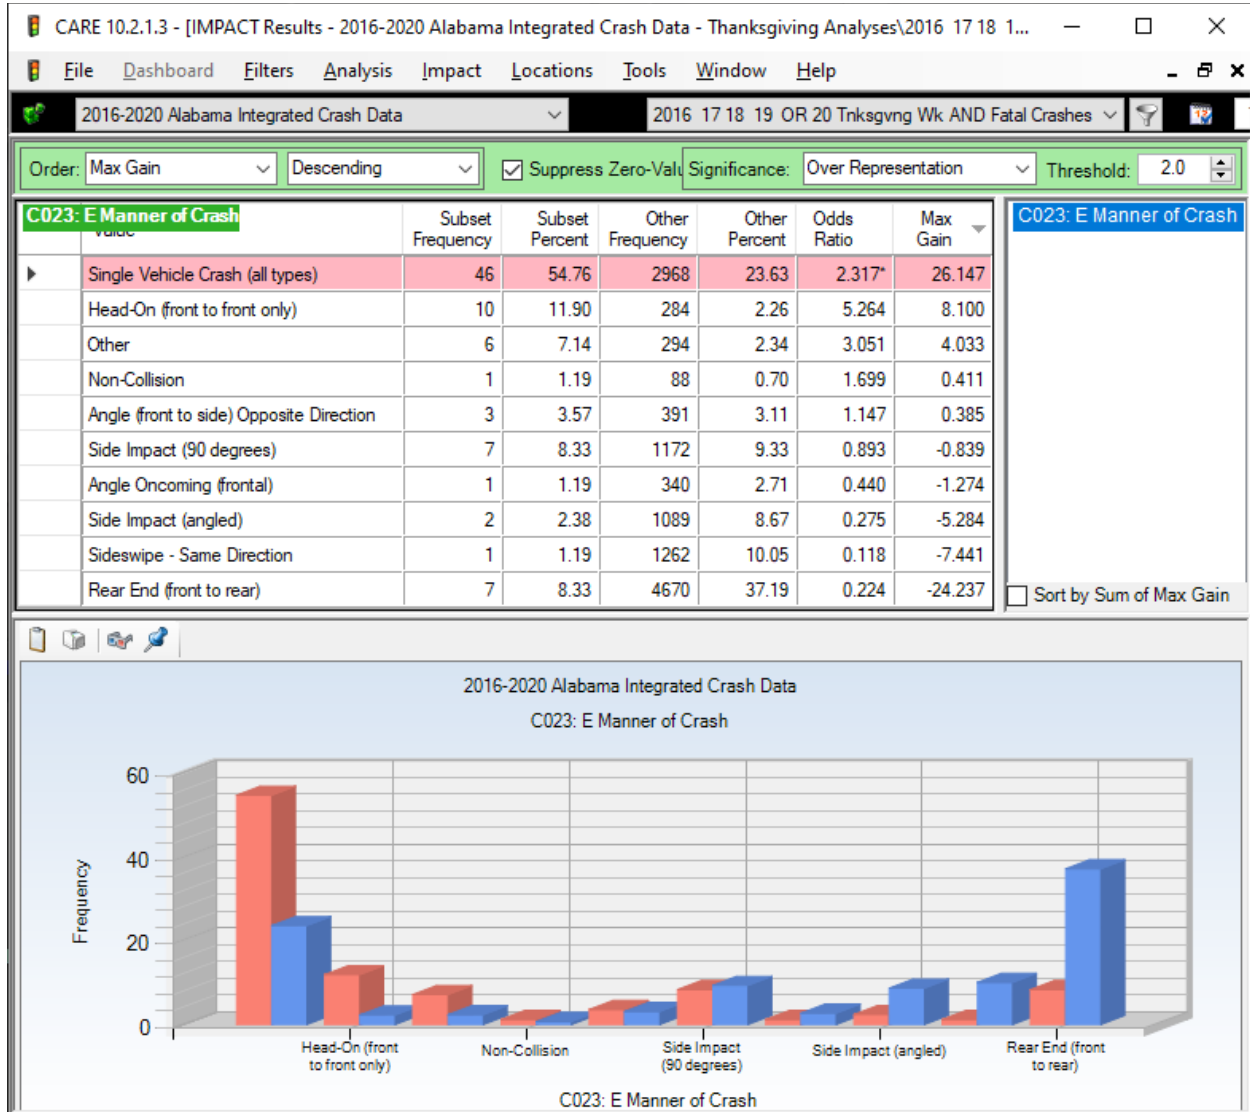 CARE 10.2.1.3 - [IMPACT Results - 2016-2020 Alabama Integrated Crash Data - Thanksgiving Analyses\2016 17 18 1...
File Dashboard Filters Analysis Impact Locations Tools Window Help
2016-2020 Alabama Integrated Crash Data 2016 17 18 19 OR 20 Tnksgvng Wk AND Fatal Crashes
Order: Max Gain Descending Suppress Zero-Valu Significance: Over Representation Threshold: 2.0
C023: E Manner of Crash Subset Frequency Subset Percent Other Frequency Other Percent Odds Ratio Max Gain
Single Vehicle Crash (all types) 46 54.76 2968 23.63 2.317* 26.147
Head-On (front to front only) 10 11.90 284 2.26 5.264 8.100
Other 6 7.14 294 2.34 3.051 4.033
Non-Collision 1 1.19 88 0.70 1.699 0.411
Angle (front to side) Opposite Direction 3 3.57 391 3.11 1.147 0.385
Side Impact (90 degrees) 7 8.33 1172 9.33 0.893 -0.839
Angle Oncoming (frontal) 1 1.19 340 2.71 0.440 -1.274
Side Impact (angled) 2 2.38 1089 8.67 0.275 -5.284
Sideswipe - Same Direction 1 1.19 1262 10.05 0.118 -7.441
Rear End (front to rear) 7 8.33 4670 37.19 0.224 -24.237
C023: E Manner of Crash
Sort by Sum of Max Gain
2016-2020 Alabama Integrated Crash Data
C023: E Manner of Crash
60
40
20
0
Frequency
Head-On (front to front only)
Non-Collision
Side Impact (90 degrees)
Side Impact (angled)
Rear End (front to rear)
C023: E Manner of Crash